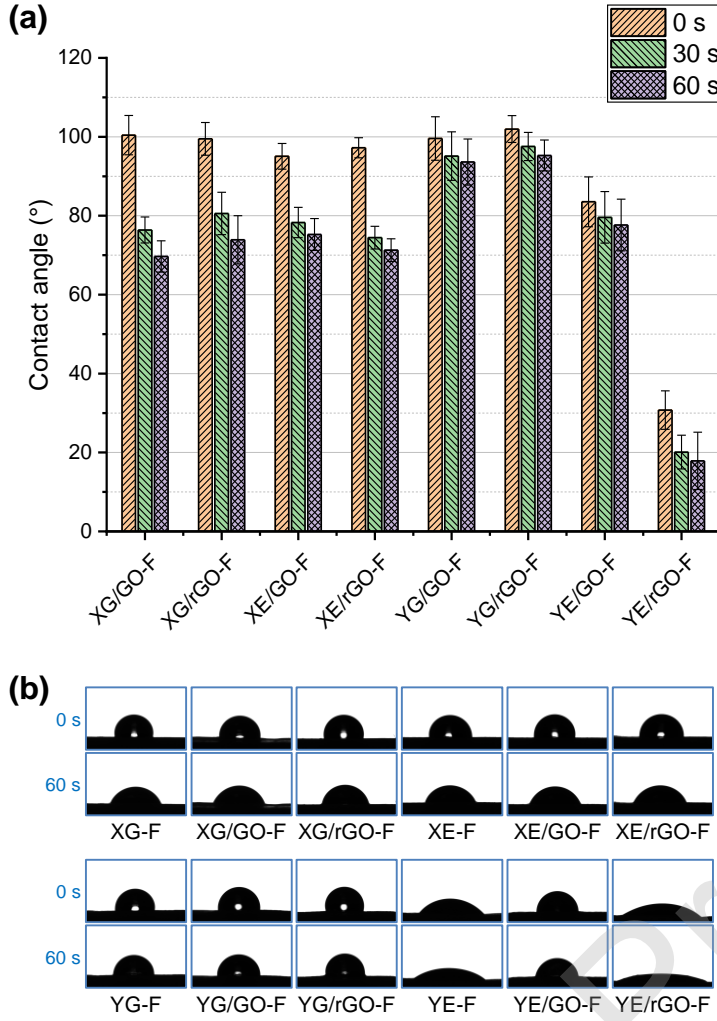 (a)
0 s
30 s
60 s
120
100
80
60
40
20
0
Contact angle (°)
XG/GO-F
XG/rGO-F
XE/GO-F
XE/rGO-F
YG/GO-F
YG/rGO-F
YE/GO-F
YE/rGO-F
(b)
0 s
60 s
XG-F XG/GO-F XG/rGO-F XE-F XE/GO-F XE/rGO-F
0 s
60 s
YG-F YG/GO-F YG/rGO-F YE-F YE/GO-F YE/rGO-F